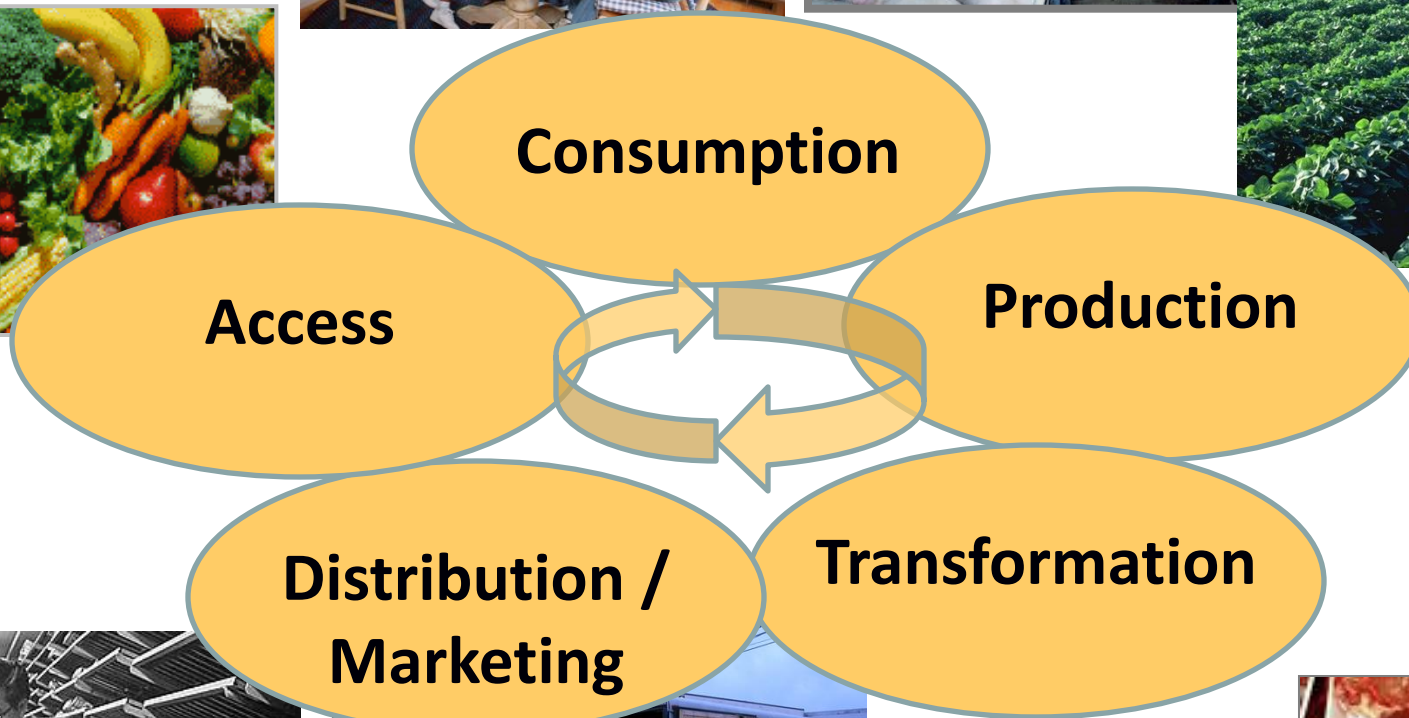 Consumption
Production
Access
Transformation
Distribution /
Marketing